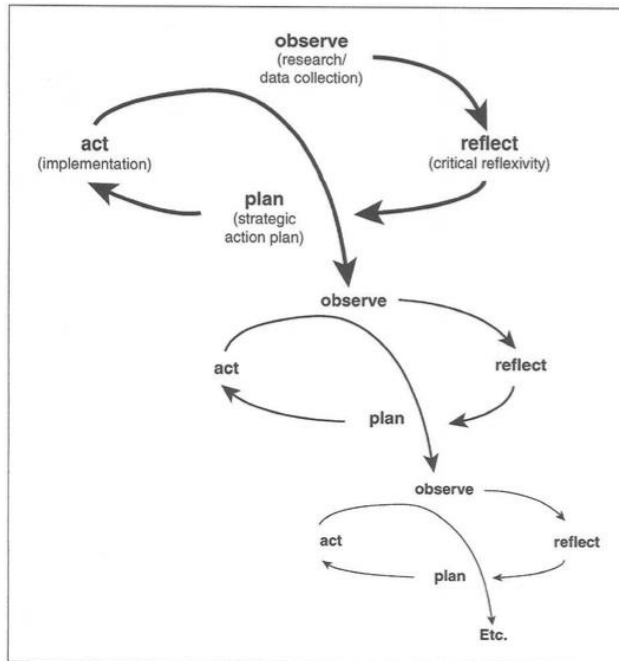 observe
(research/
data collection)
reflect
(critical reflexivity)
plan
(strategic
action plan)
act
(implementation)
observe
reflect
plan
act
observe
reflect
plan
act
Etc.